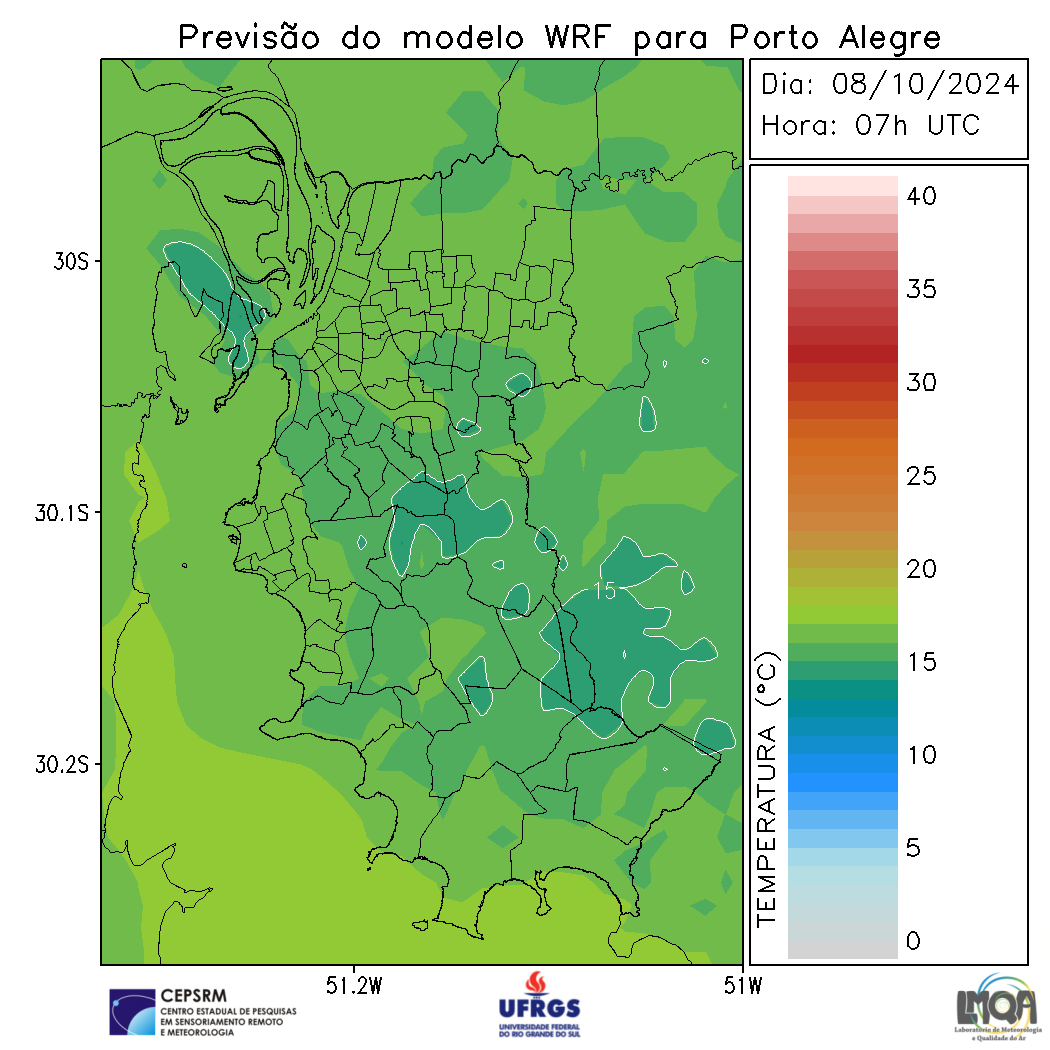 Previsão do modelo WRF para Porto Alegre
Dia: 08/10/2024
Hora: 07h UTC
30S
30.1S
30.2S
51.2W
51W
15
40
35
30
25
20
15
10
5
0
TEMPERATURA (°C)
CEPSRM
CENTRO ESTADUAL DE PESQUISAS
EM SENSORIAMENTO REMOTO
E METEOROLOGIA
UFRGS
UNIVERSIDADE FEDERAL
DO RIO GRANDE DO SUL
LMQA
Laboratório de Meteorologia
e Qualidade do Ar